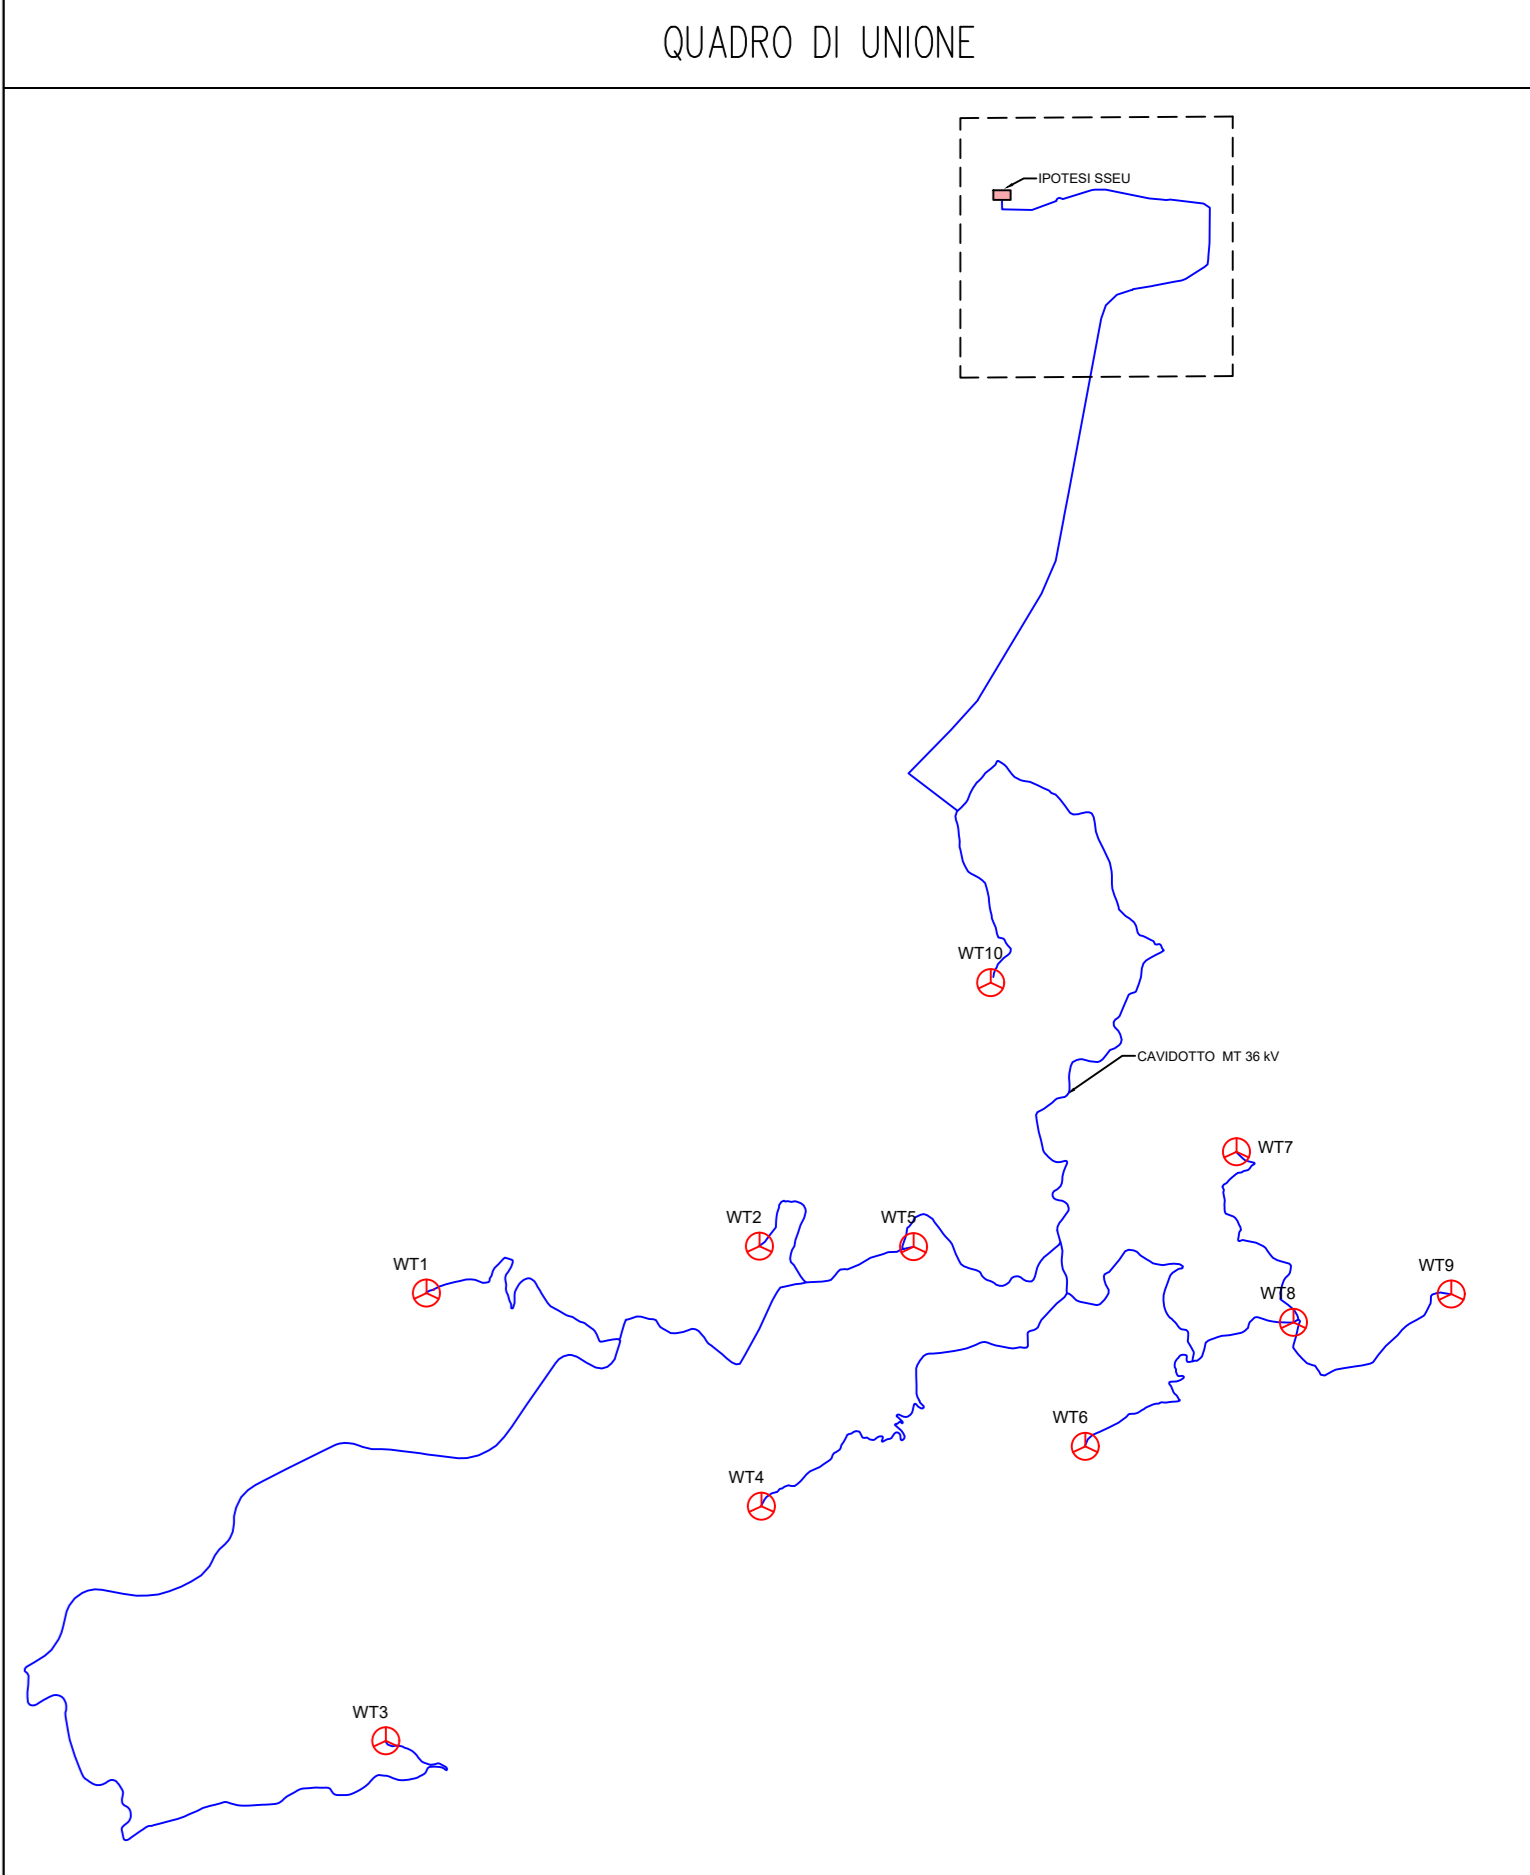 QUADRO DI UNIONE
IPOTESI SSEU
WT10
CAVIDOTTO MT 36 kV
WT7
WT2
WT5
WT1
WT9
WT8
WT6
WT4
WT3